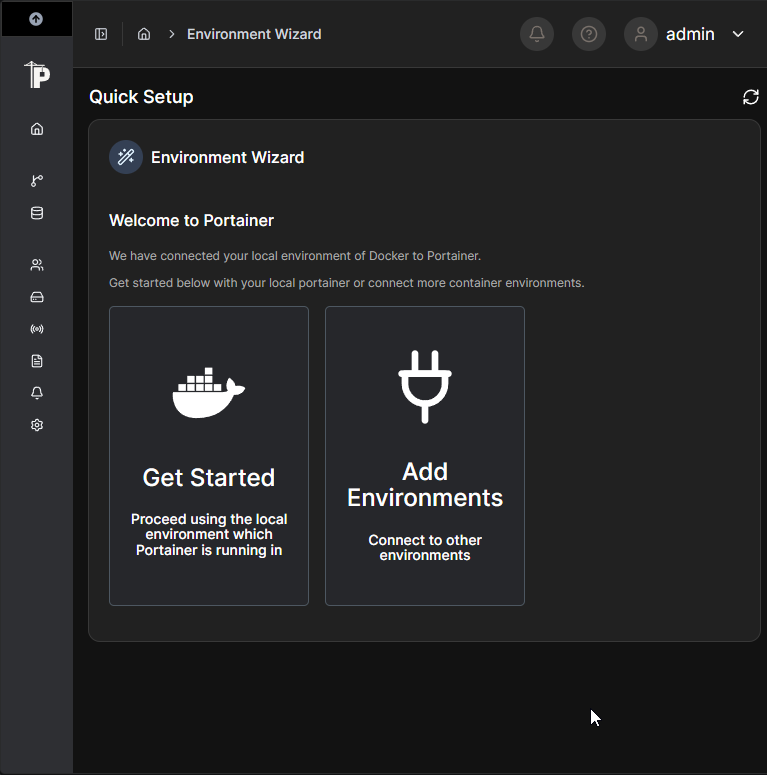 Environment Wizard
admin
Quick Setup
Environment Wizard
Welcome to Portainer
We have connected your local environment of Docker to Portainer.
Get started below with your local portainer or connect more container environments.
Get Started
Proceed using the local
environment which
Portainer is running in
Add
Environments
Connect to other
environments